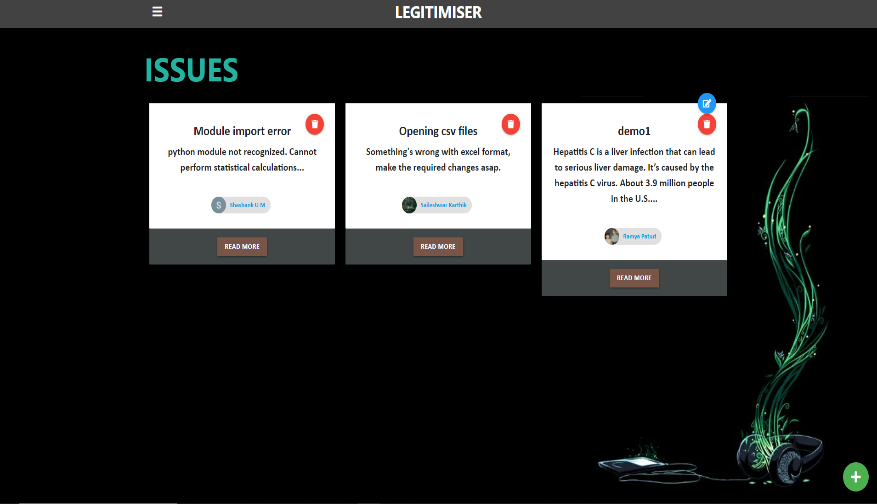 LEGITIMISER
ISSUES
Module import error
python module not recognized. Cannot
perform statistical calculations...
S
Shashank U M
READ MORE
Opening csv files
Something's wrong with excel format,
make the required changes asap.
Saileshwar Karthik
READ MORE
demo1
Hepatitis C is a liver infection that can lead
to serious liver damage. It's caused by the
hepatitis C virus. About 3.9 million people
in the U.S....
Ramya Paturi
READ MORE